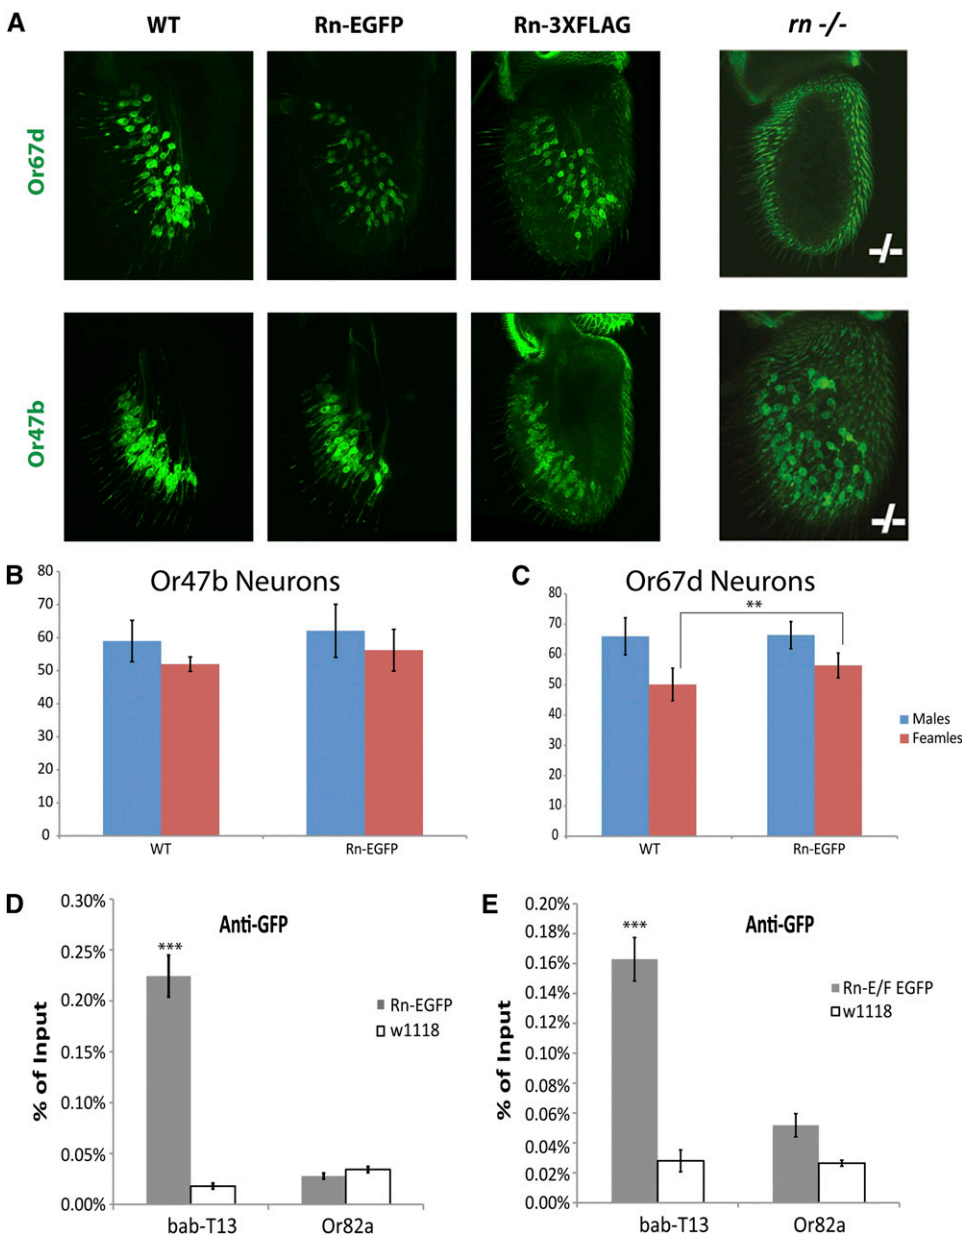 A
WT
Rn-EGFP
Rn-3XFLAG
rn -/-
Or67d
-/-
Or47b
-/-
B
Or47b Neurons
80
70
60
50
40
30
20
10
0
WT
Rn-EGFP
C
Or67d Neurons
80
70
60
50
40
30
20
10
0
**
WT
Rn-EGFP
Males
Feamles
D
Anti-GFP
% of Input
0.30%
0.25%
0.20%
0.15%
0.10%
0.05%
0.00%
***
Rn-EGFP
w1118
bab-T13
Or82a
E
Anti-GFP
% of Input
0.20%
0.18%
0.16%
0.14%
0.12%
0.10%
0.08%
0.06%
0.04%
0.02%
0.00%
***
Rn-E/F EGFP
w1118
bab-T13
Or82a